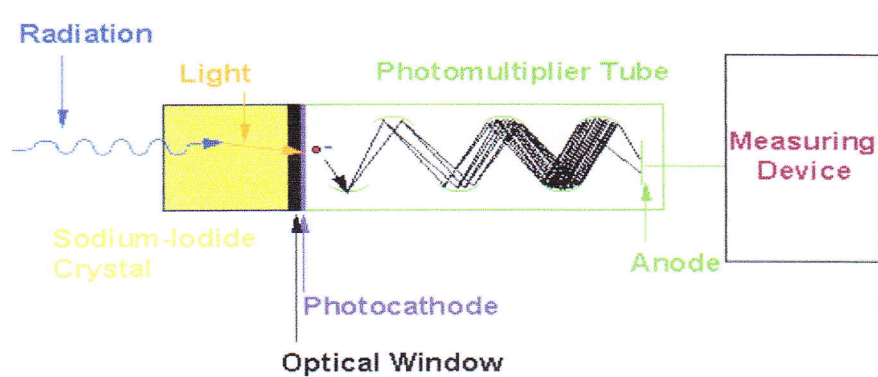 Radiation
Light
Photomultiplier Tube
Measuring
Device
Sodium-Iodide
Crystal
Anode
Photocathode
Optical Window